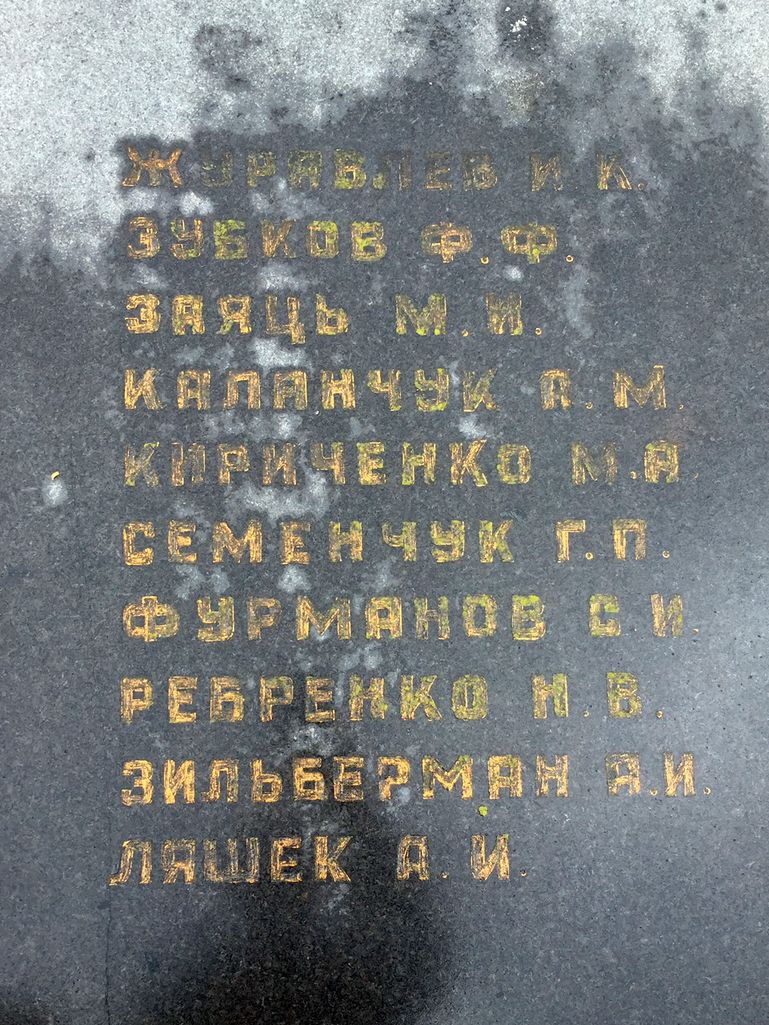 ЖУРАВЛЕВ И.К.
ЗУБКОВ Ф.Ф.
ЗАЯЦЬ М.И.
КАЛАНЧУК А.М.
КИРИЧЕНКО М.А.
СЕМЕНЧУК Г.П.
ФУРМАНОВ С.И.
РЕБРЕНКО Н.В.
ЗИЛЬБЕРМАН А.И.
ЛЯШЕК А.И.